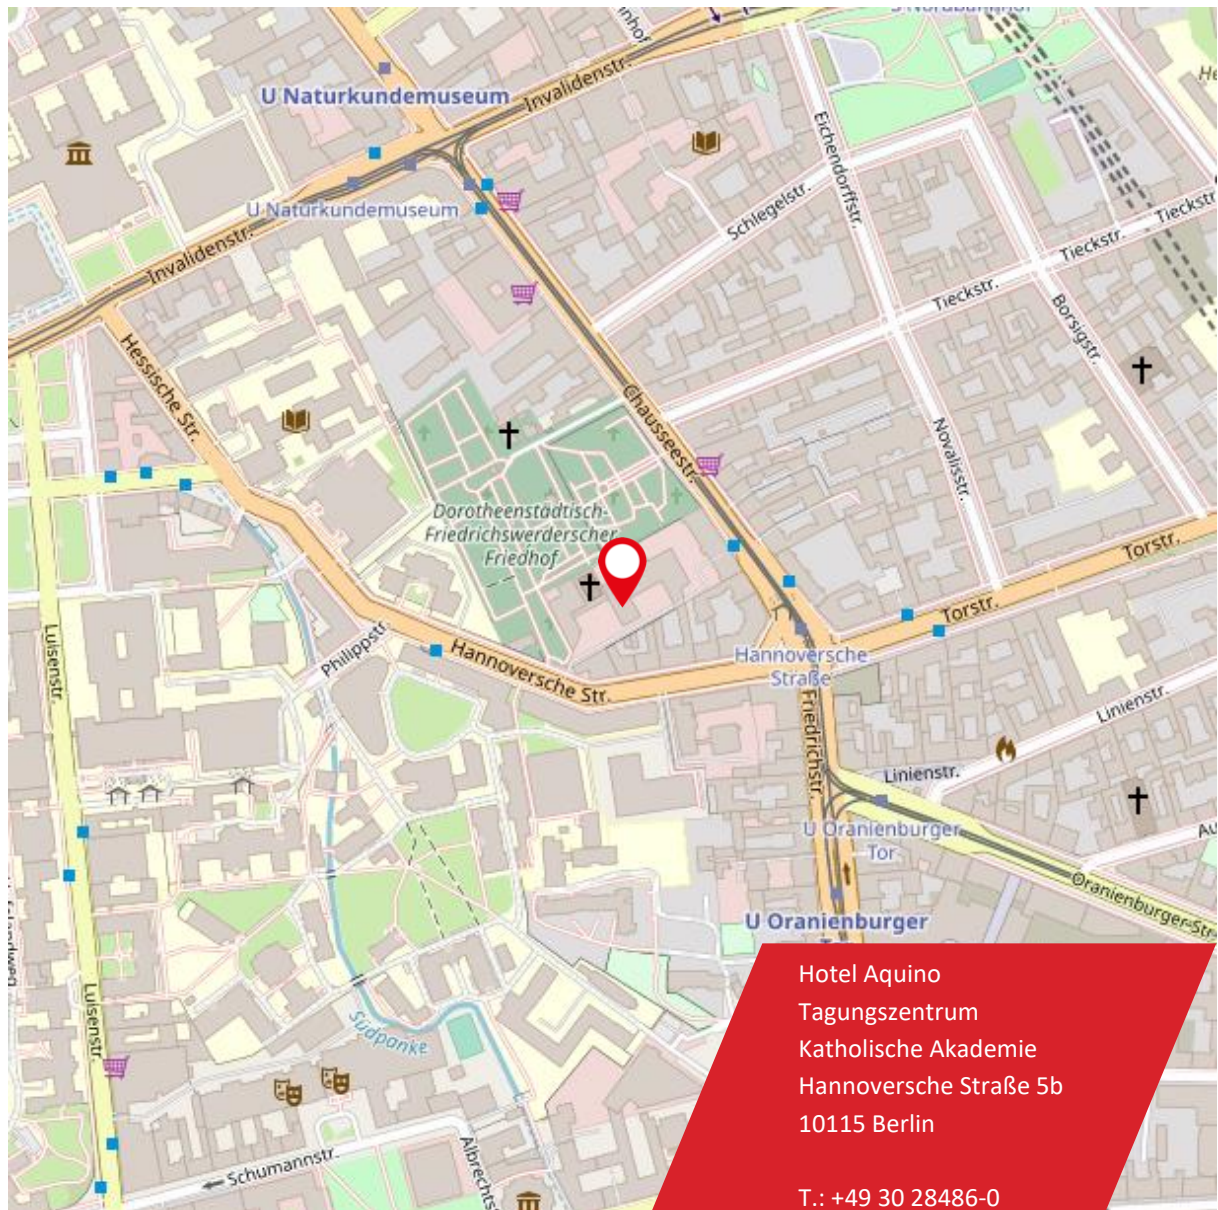 S Nordbahnhof
U Naturkundemuseum
Invalidenstr.
U Naturkundemuseum
Invalidenstr.
Eichendorffstr.
Schlegelstr.
Tieckstr.
Tieckstr.
Tieckstr.
Borsigstr.
Hessische Str.
Chausseestr.
Novalisstr.
Dorotheenstädtisch-
Friedrichswerderscher
Friedhof
Torstr.
Torstr.
Luisenstr.
Philippstr.
Hannoversche Str.
Hannoversche
Straße
Friedrichstr.
Linienstr.
Linienstr.
U Oranienburger
Tor
Oranienburger-Str.
U Oranienburger
Luisenstr.
Südpanke
Schumannstr.
Albrechts
Hotel Aquino
Tagungszentrum
Katholische Akademie
Hannoversche Straße 5b
10115 Berlin
T.: +49 30 28486-0